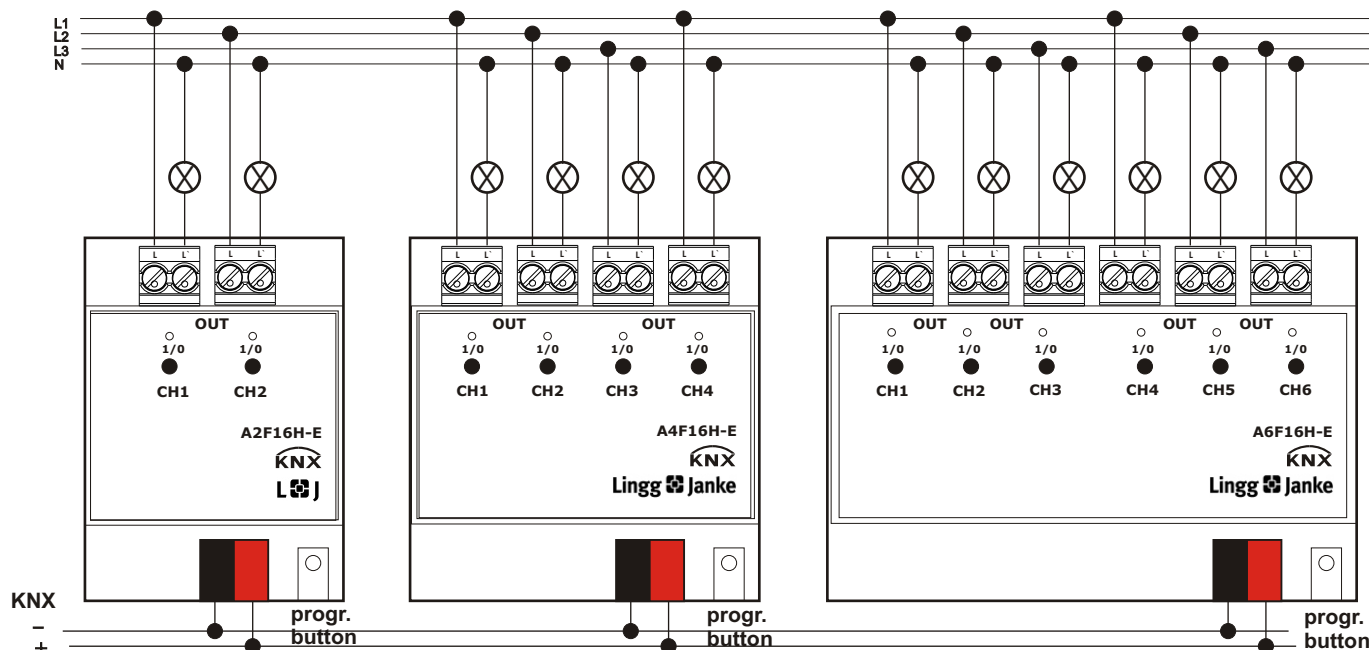 L1
L2
L3
N
L L` L L`
L L` L L` L L` L L`
L L` L L` L L` L L` L L` L L`
OUT
1/0 1/0
CH1 CH2
A2F16H-E
KNX
L J
OUT OUT
1/0 1/0 1/0 1/0
CH1 CH2 CH3 CH4
A4F16H-E
KNX
Lingg Janke
OUT OUT OUT OUT
1/0 1/0 1/0 1/0 1/0 1/0
CH1 CH2 CH3 CH4 CH5 CH6
A6F16H-E
KNX
Lingg Janke
KNX
–
+
progr.
button
progr.
button
progr.
button